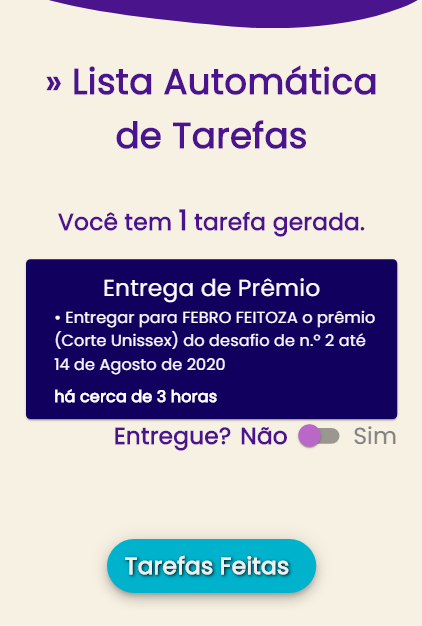 » Lista Automática
de Tarefas
Você tem 1 tarefa gerada.
Entrega de Prêmio
• Entregar para FEBRO FEITOZA o prêmio
(Corte Unissex) do desafio de n.º 2 até
14 de Agosto de 2020
há cerca de 3 horas
Entregue? Não Sim
Tarefas Feitas